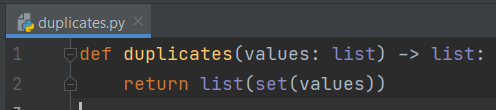 duplicates.py
1 def duplicates(values: list) -> list:
2     return list(set(values))